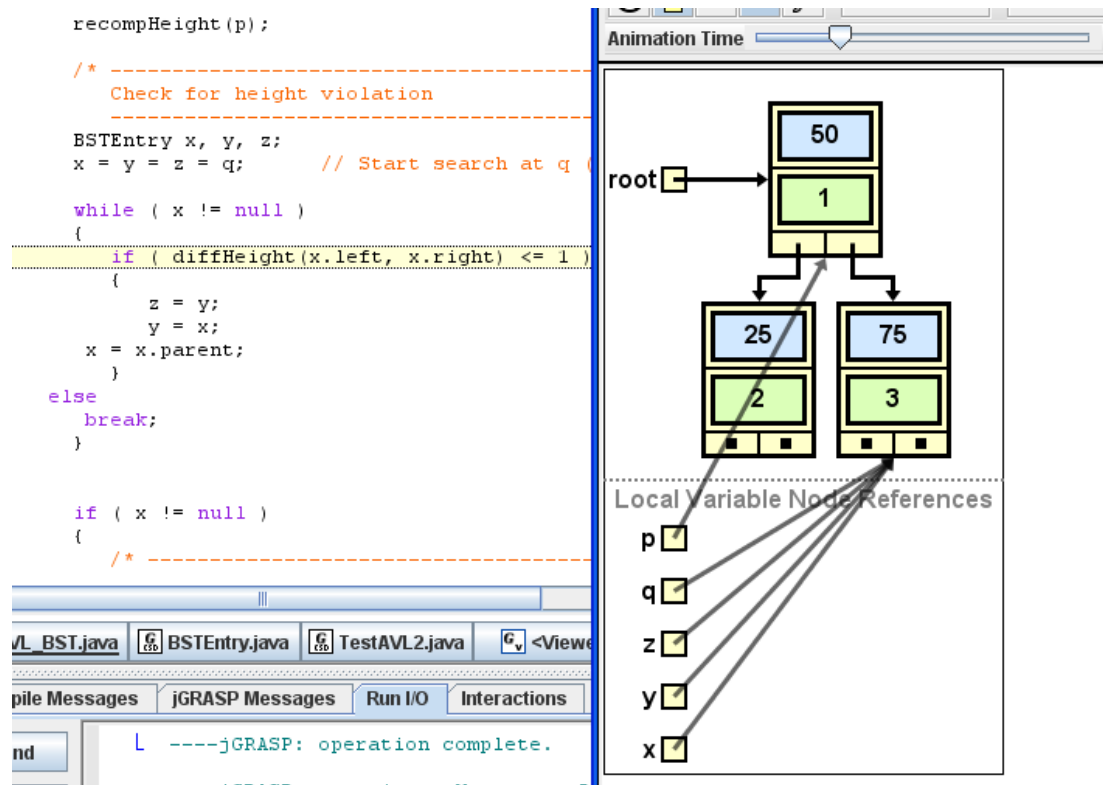 recompHeight(p);
/* ----------------------------------------
Check for height violation
----------------------------------------
BSTEntry x, y, z;
x = y = z = q;       // Start search at q (
while ( x != null )
{
if ( diffHeight(x.left, x.right) <= 1 )
{
z = y;
y = x;
x = x.parent;
}
else
break;
}
if ( x != null )
{
/* ------------------------------------
VL_BST.java BSTEntry.java TestAVL2.java <Viewe
pile Messages jGRASP Messages Run I/O Interactions
nd
----jGRASP: operation complete.
Animation Time
50
root
1
25 75
2 3
Local Variable Node References
p
q
z
y
x